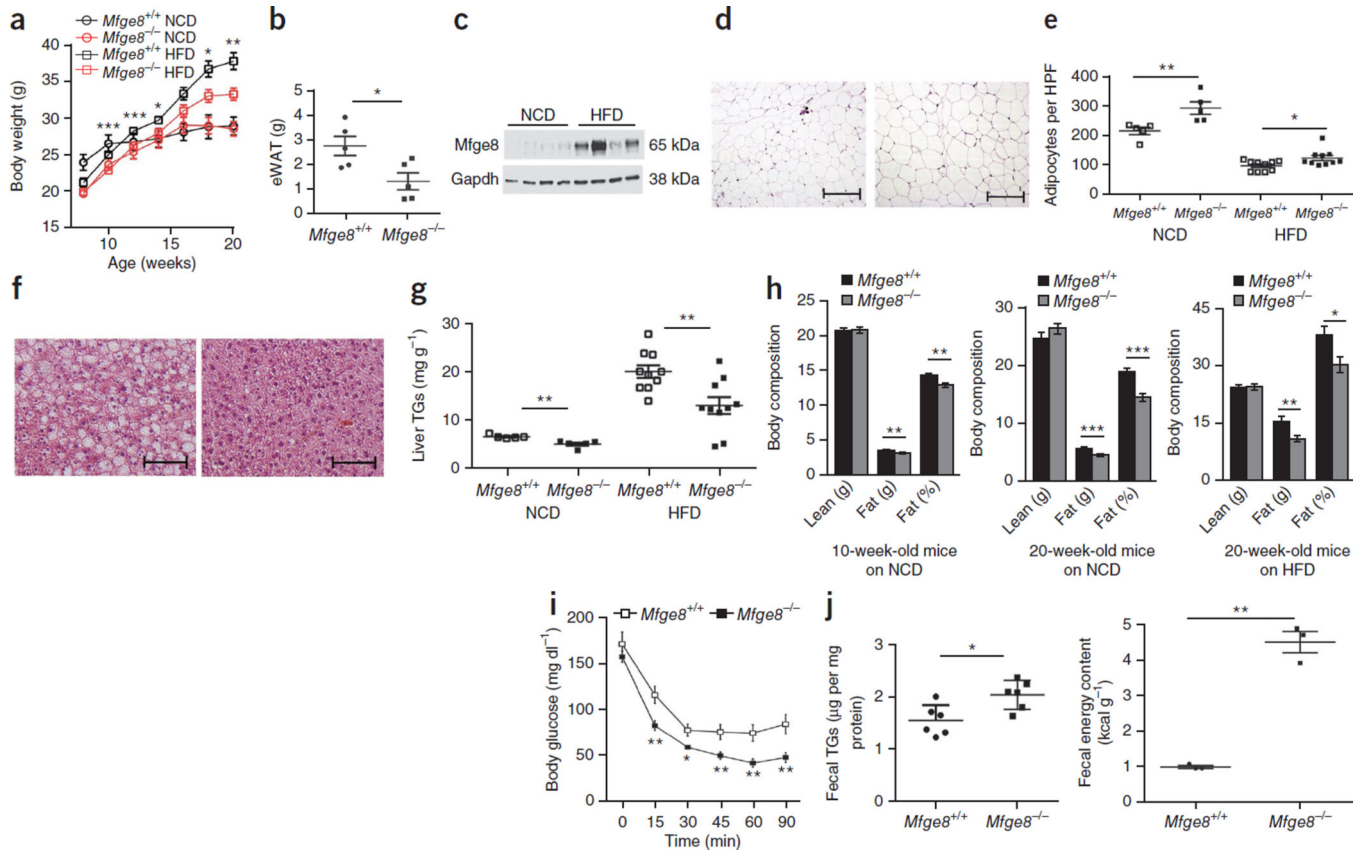 a
Mfge8+/+ NCD
Mfge8–/– NCD
Mfge8+/+ HFD
Mfge8–/– HFD
*** *** * * **
Body weight (g)
40
35
30
25
20
15
10 15 20
Age (weeks)
b
*
eWAT (g)
5
4
3
2
1
0
Mfge8+/+ Mfge8–/–
c
NCD HFD
Mfge8 65 kDa
Gapdh 38 kDa
d
e
Adipocytes per HPF
400
300
200
100
0
** *
Mfge8+/+ Mfge8–/– Mfge8+/+ Mfge8–/–
NCD HFD
f
g
Liver TGs (mg g–1)
30
20
10
0
** **
Mfge8+/+ Mfge8–/– Mfge8+/+ Mfge8–/–
NCD HFD
h
Mfge8+/+
Mfge8–/–
Body composition
25
20
15
10
5
0
** **
Lean (g) Fat (g) Fat (%)
10-week-old mice
on NCD
Mfge8+/+
Mfge8–/–
Body composition
30
20
10
0
*** ***
Lean (g) Fat (g) Fat (%)
20-week-old mice
on NCD
Mfge8+/+
Mfge8–/–
Body composition
45
30
15
0
** *
Lean (g) Fat (g) Fat (%)
20-week-old mice
on HFD
i
Mfge8+/+ Mfge8–/–
Body glucose (mg dl–1)
200
150
100
50
0
** * ** ** **
0 15 30 45 60 90
Time (min)
j
Fecal TGs (µg per mg
protein)
3
2
1
0
*
Mfge8+/+ Mfge8–/–
Fecal energy content
(kcal g–1)
5
4
3
2
1
0
**
Mfge8+/+ Mfge8–/–